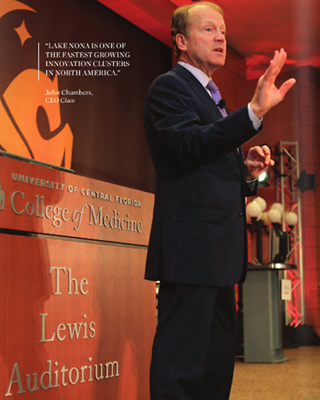 “LAKE NONA IS ONE OF
THE FASTEST GROWING
INNOVATION CLUSTERS
IN NORTH AMERICA.”
John Chambers,
CEO Cisco
UNIVERSITY OF CENTRAL FLORIDA
College of Medicine
The
Lewis
Auditorium